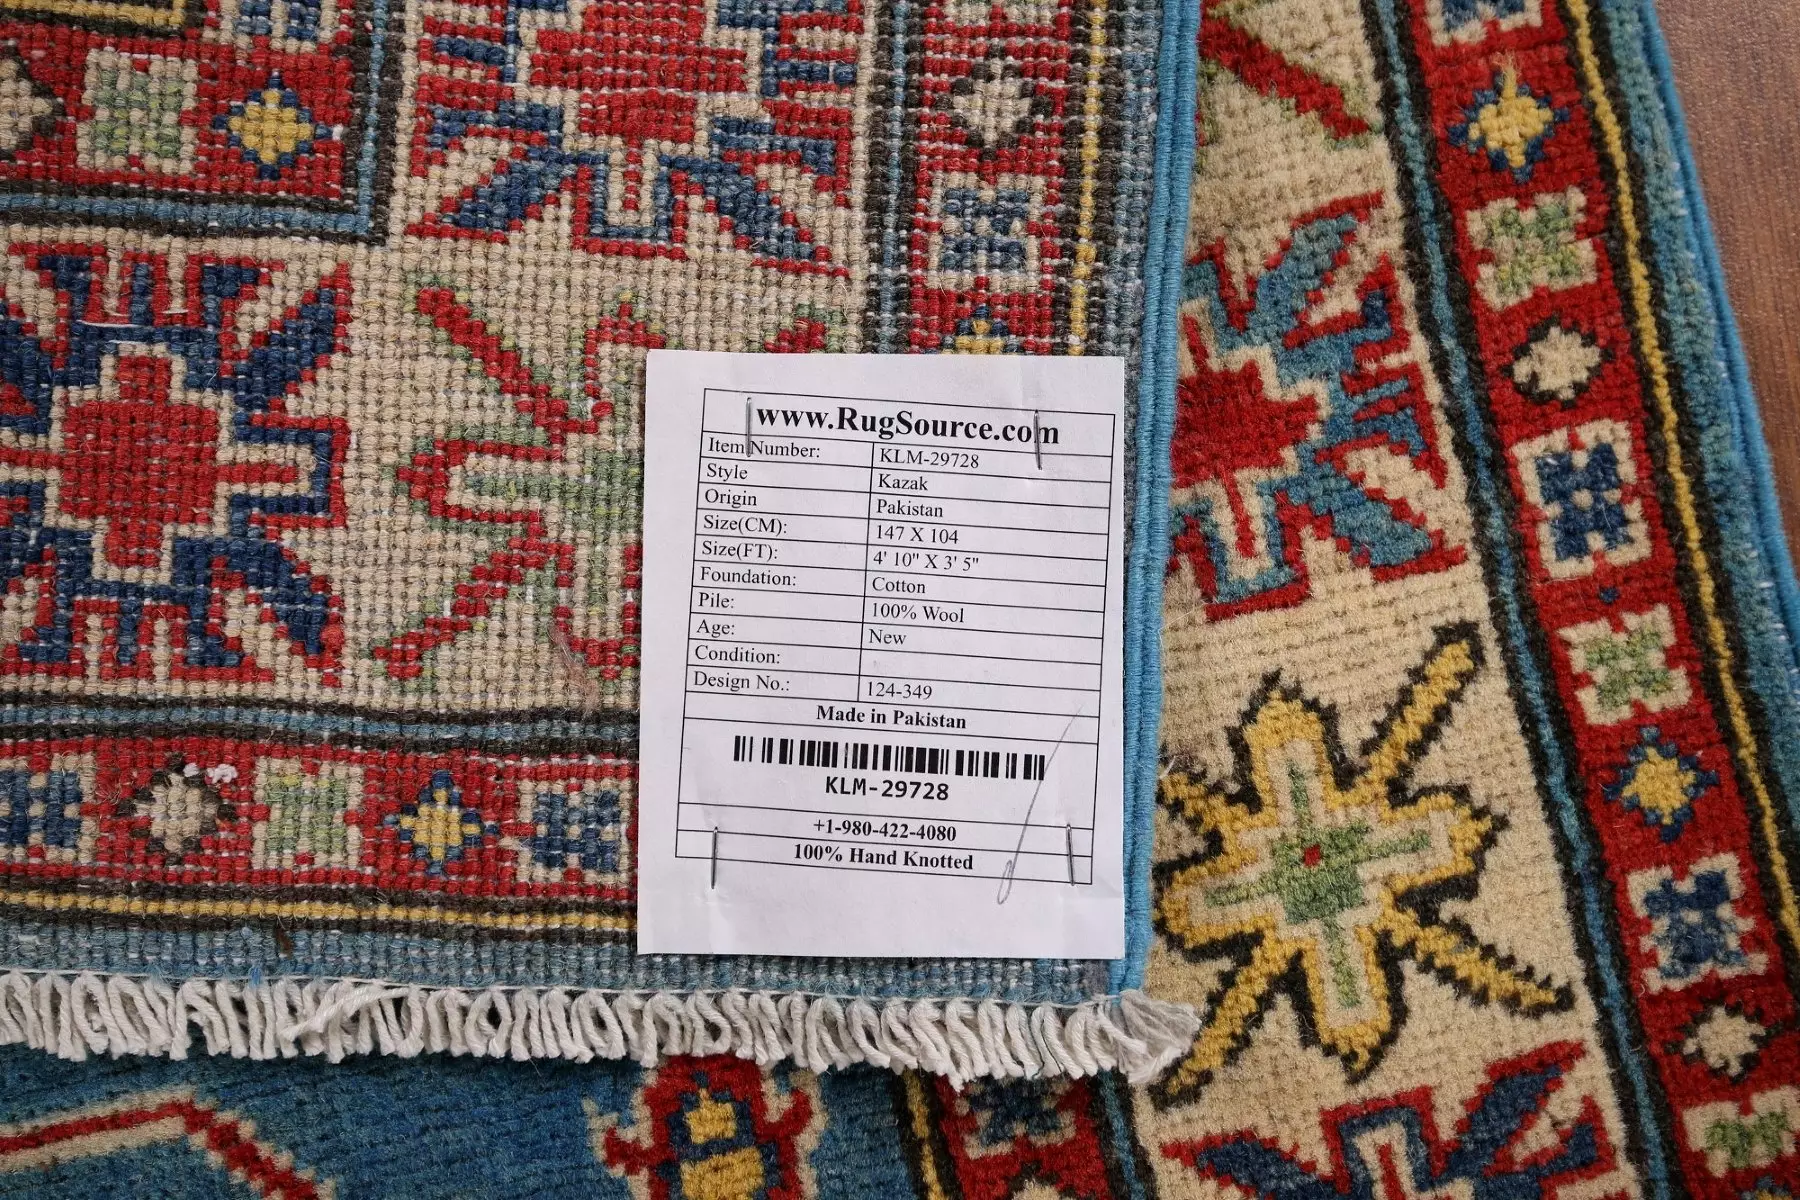 www.RugSource.com
Item Number: KLM-29728
Style Kazak
Origin Pakistan
Size(CM): 147 X 104
Size(FT): 4' 10" X 3' 5"
Foundation: Cotton
Pile: 100% Wool
Age: New
Condition:
Design No.: 124-349
Made in Pakistan
KLM-29728
+1-980-422-4080
100% Hand Knotted